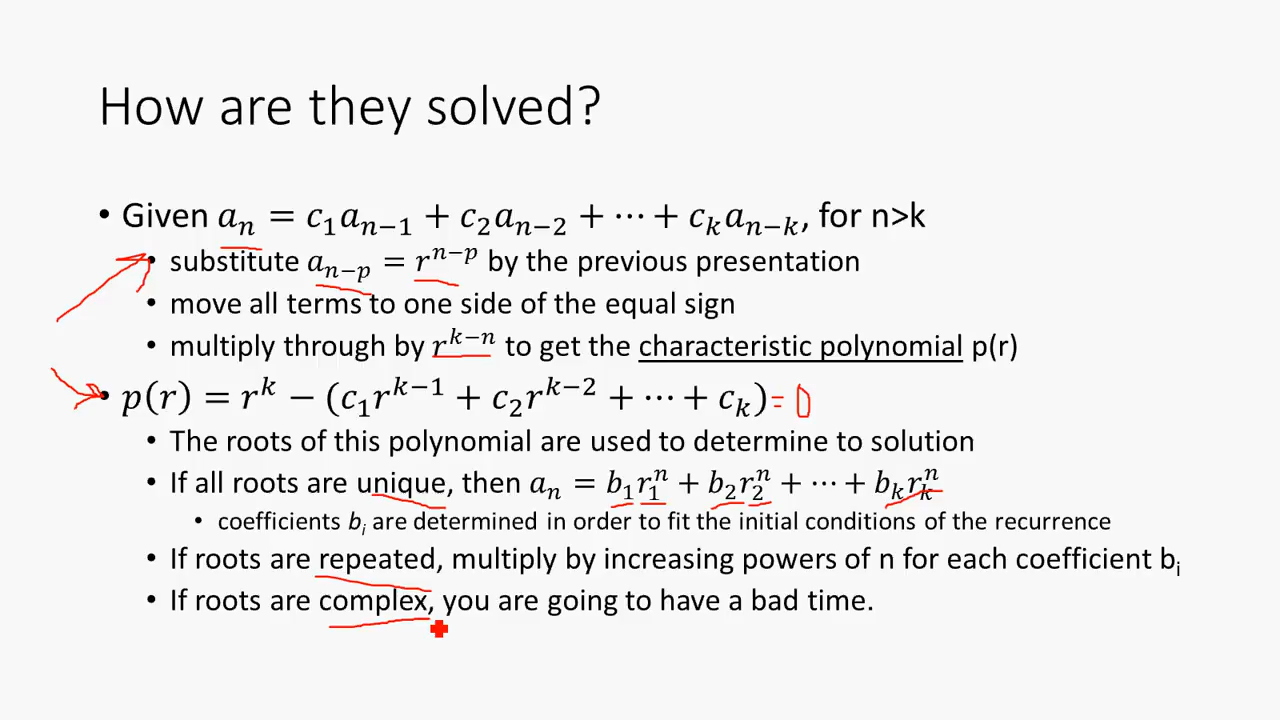 How are they solved?
• Given aₙ = c₁aₙ₋₁ + c₂aₙ₋₂ + ⋯ + cₖaₙ₋ₖ, for n>k
• substitute aₙ₋ₚ = rⁿ⁻ᵖ by the previous presentation
• move all terms to one side of the equal sign
• multiply through by rᵏ⁻ⁿ to get the characteristic polynomial p(r)
• p(r) = rᵏ − (c₁rᵏ⁻¹ + c₂rᵏ⁻² + ⋯ + cₖ) = 0
• The roots of this polynomial are used to determine to solution
• If all roots are unique, then aₙ = b₁r₁ⁿ + b₂r₂ⁿ + ⋯ + bₖrₖⁿ
• coefficients bᵢ are determined in order to fit the initial conditions of the recurrence
• If roots are repeated, multiply by increasing powers of n for each coefficient bᵢ
• If roots are complex, you are going to have a bad time.